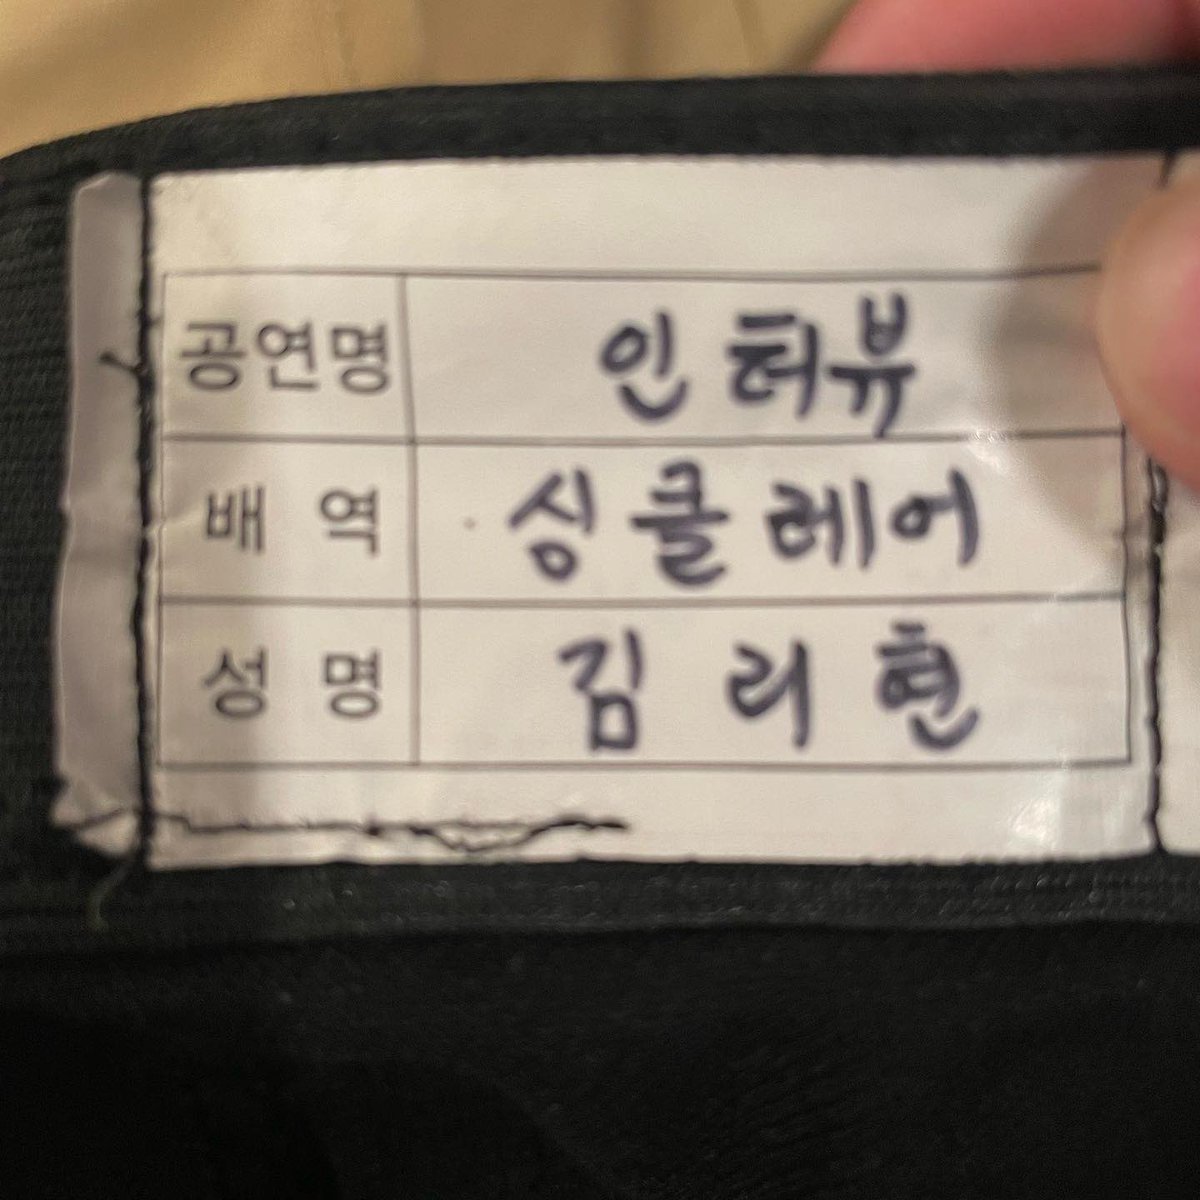 공연명 인터뷰
배 역 싱클레어
성 명 김 리 현